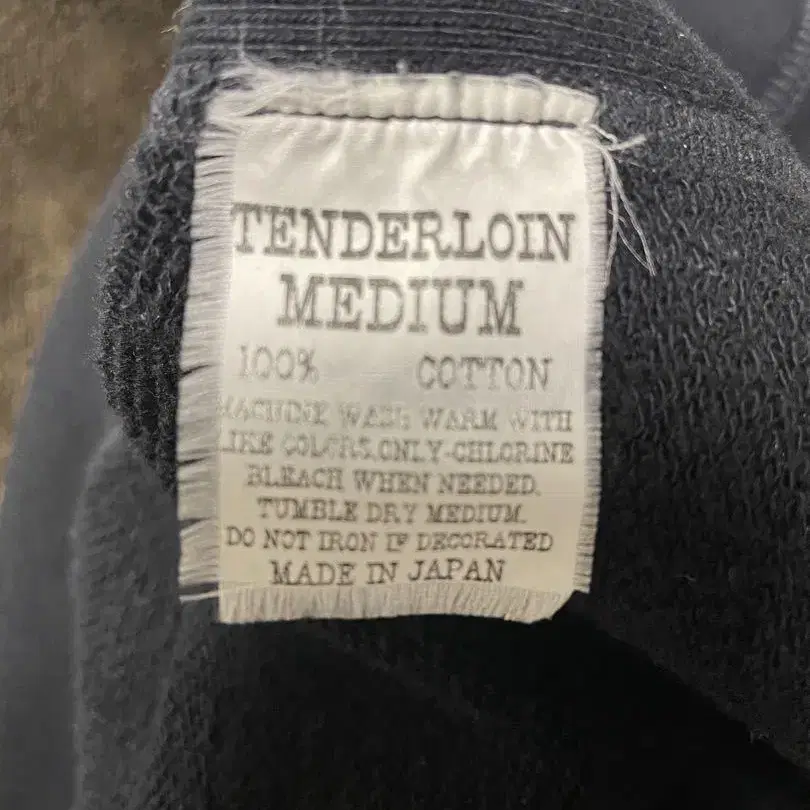 TENDERLOIN
MEDIUM
100% COTTON
MACHINE WASH WARM WITH
LIKE COLORS.ONLY-CHLORINE
BLEACH WHEN NEEDED.
TUMBLE DRY MEDIUM.
DO NOT IRON IF DECORATED
MADE IN JAPAN